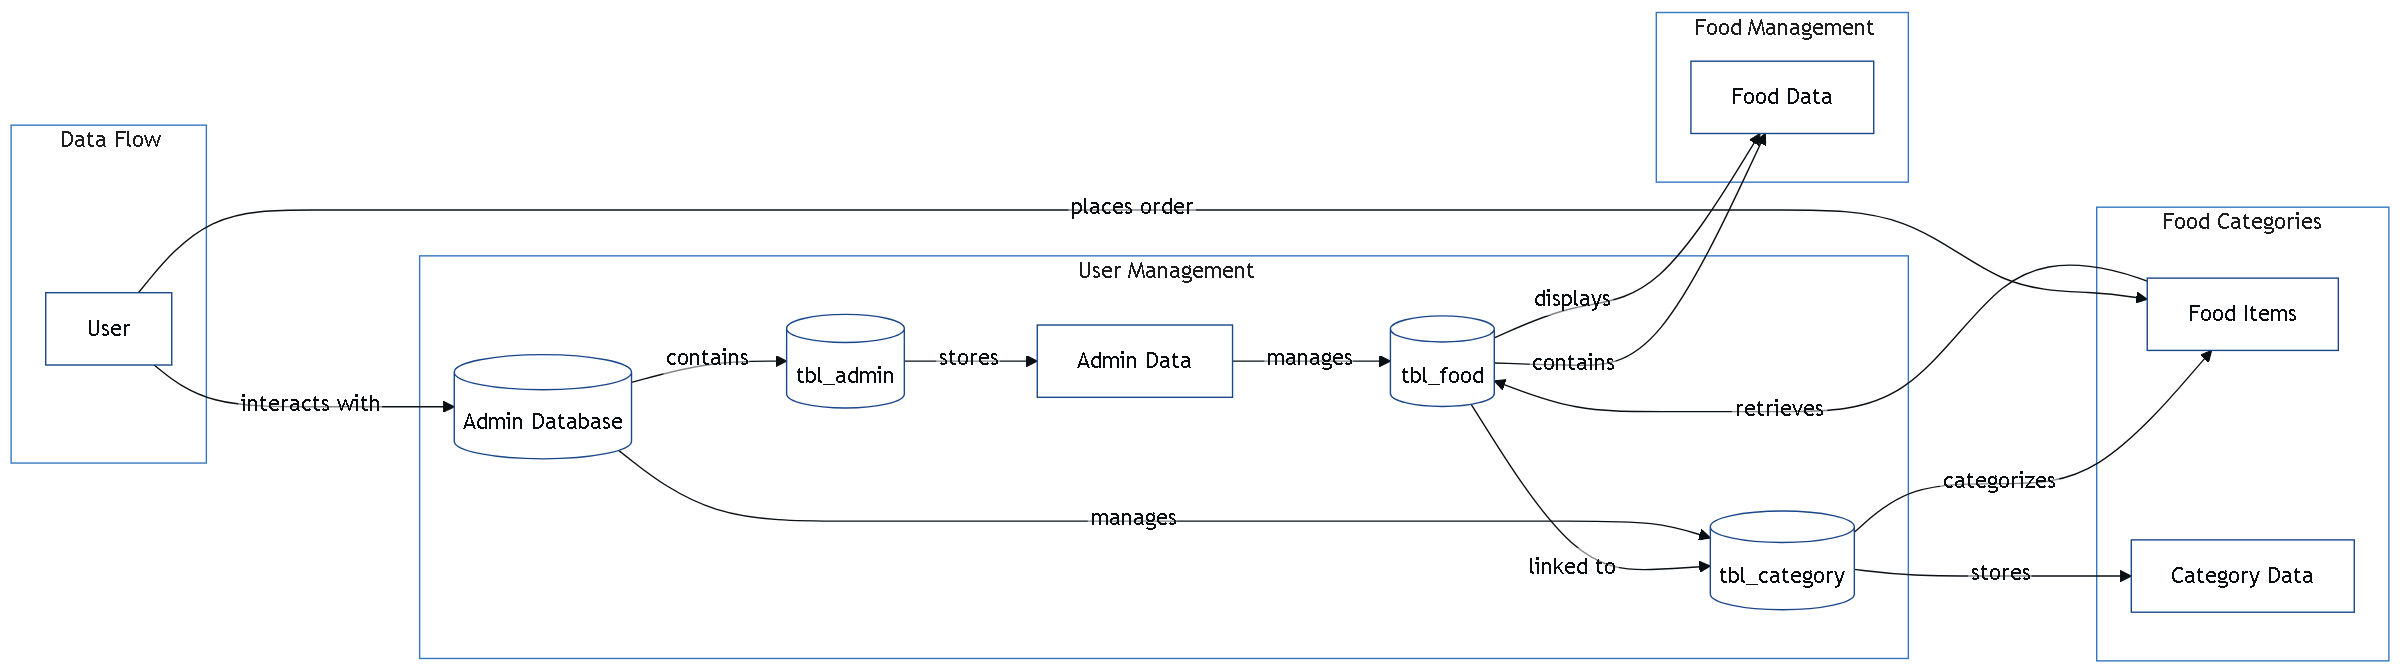 Food Management
Food Data
Data Flow
places order
Food Categories
User Management
displays
Food Items
User
contains
tbl_admin
stores
Admin Data
manages
tbl_food
contains
interacts with
Admin Database
retrieves
categorizes
manages
linked to
tbl_category
stores
Category Data